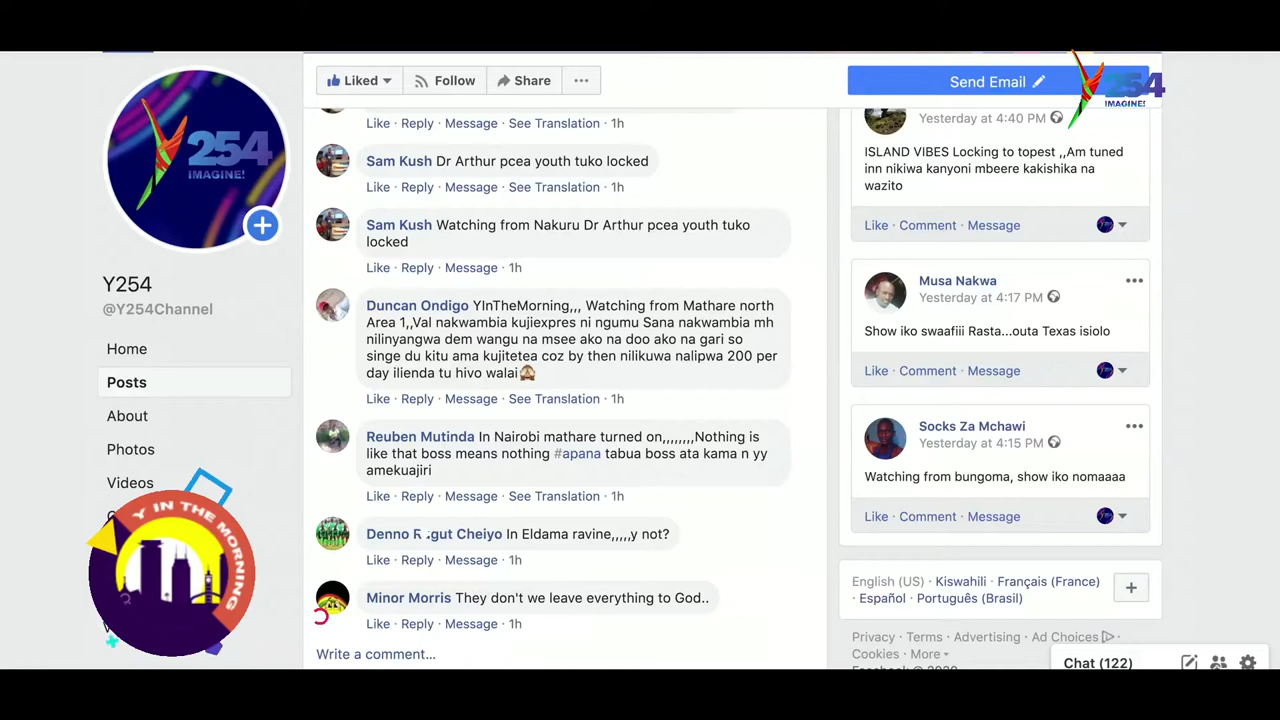 Liked
Follow
Share
Send Email
254
IMAGINE!
254
IMAGINE!
Y254
@Y254Channel
Home
Posts
About
Photos
Videos
Y IN THE MORNING
Like · Reply · Message · See Translation · 1h
Sam Kush Dr Arthur pcea youth tuko locked
Like · Reply · Message · See Translation · 1h
Sam Kush Watching from Nakuru Dr Arthur pcea youth tuko
locked
Like · Reply · Message · 1h
Duncan Ondigo YInTheMorning,,, Watching from Mathare north
Area 1,,Val nakwambia kujiexpres ni ngumu Sana nakwambia mh
nilinyangwa dem wangu na msee ako na doo ako na gari so
singe du kitu ama kujitetea coz by then nilikuwa nalipwa 200 per
day ilienda tu hivo walai🙈
Like · Reply · Message · See Translation · 1h
Reuben Mutinda In Nairobi mathare turned on,,,,,,,,Nothing is
like that boss means nothing #apana tabua boss ata kama n yy
amekuajiri
Like · Reply · Message · See Translation · 1h
Denno Cheiyo In Eldama ravine,,,,,y not?
Like · Reply · Message · 1h
Minor Morris They don't we leave everything to God..
Like · Reply · Message · 1h
Write a comment...
Yesterday at 4:40 PM
ISLAND VIBES Locking to topest ,,Am tuned
inn nikiwa kanyoni mbeere kakishika na
wazito
Like · Comment · Message
Musa Nakwa
Yesterday at 4:17 PM
Show iko swaafiii Rasta...outa Texas isiolo
Like · Comment · Message
Socks Za Mchawi
Yesterday at 4:15 PM
Watching from bungoma, show iko nomaaaa
Like · Comment · Message
English (US) · Kiswahili · Français (France)
· Español · Português (Brasil)
Privacy · Terms · Advertising · Ad Choices ·
Cookies · More
Chat (122)